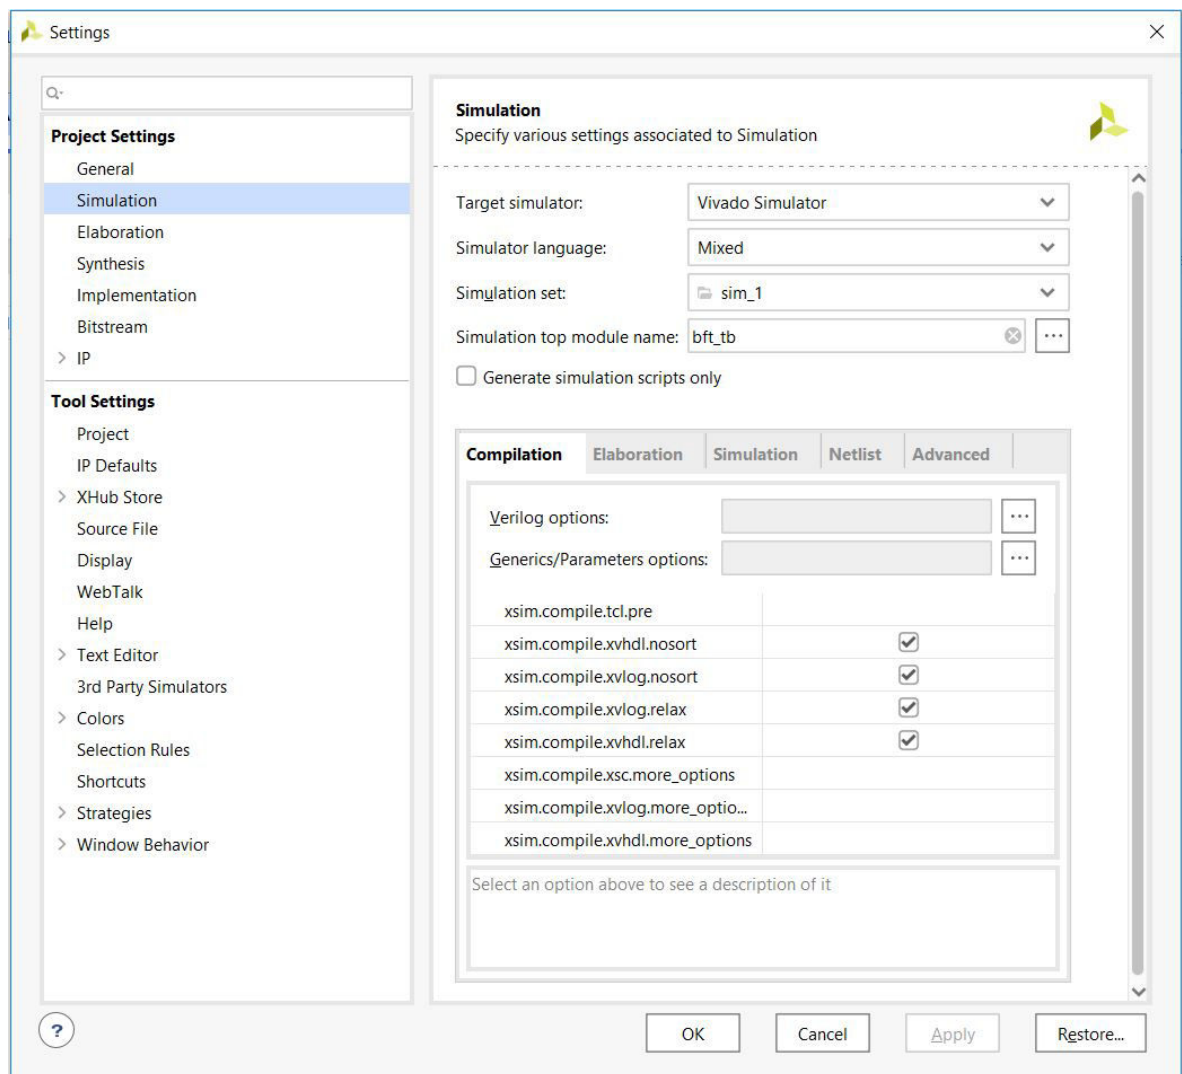 Settings
Project Settings
General
Simulation
Elaboration
Synthesis
Implementation
Bitstream
IP
Tool Settings
Project
IP Defaults
XHub Store
Source File
Display
WebTalk
Help
Text Editor
3rd Party Simulators
Colors
Selection Rules
Shortcuts
Strategies
Window Behavior
Simulation
Specify various settings associated to Simulation
Target simulator: Vivado Simulator
Simulator language: Mixed
Simulation set: sim_1
Simulation top module name: bft_tb ...
Generate simulation scripts only
Compilation Elaboration Simulation Netlist Advanced
Verilog options: ...
Generics/Parameters options: ...
xsim.compile.tcl.pre
xsim.compile.xvhdl.nosort
xsim.compile.xvlog.nosort
xsim.compile.xvlog.relax
xsim.compile.xvhdl.relax
xsim.compile.xsc.more_options
xsim.compile.xvlog.more_optio...
xsim.compile.xvhdl.more_options
Select an option above to see a description of it
? OK Cancel Apply Restore...